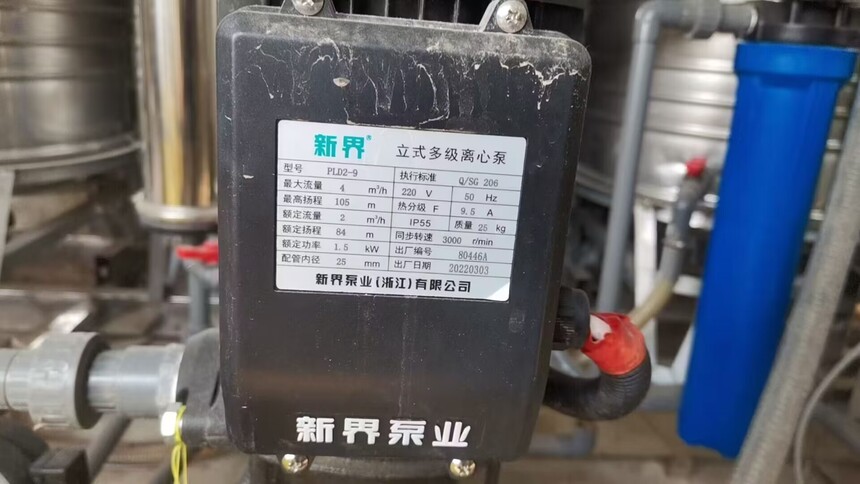 新界® 立式多级离心泵
型号 PLD2-9 执行标准 Q/SG 206
最大流量 4 m³/h 220 V 50 Hz
最高扬程 105 m 热分级 F 9.5 A
额定流量 2 m³/h IP55 质量 25 kg
额定扬程 84 m 同步转速 3000 r/min
额定功率 1.5 kW 出厂编号 80446A
配管内径 25 mm 出厂日期 20220303
新界泵业(浙江)有限公司
新界泵业